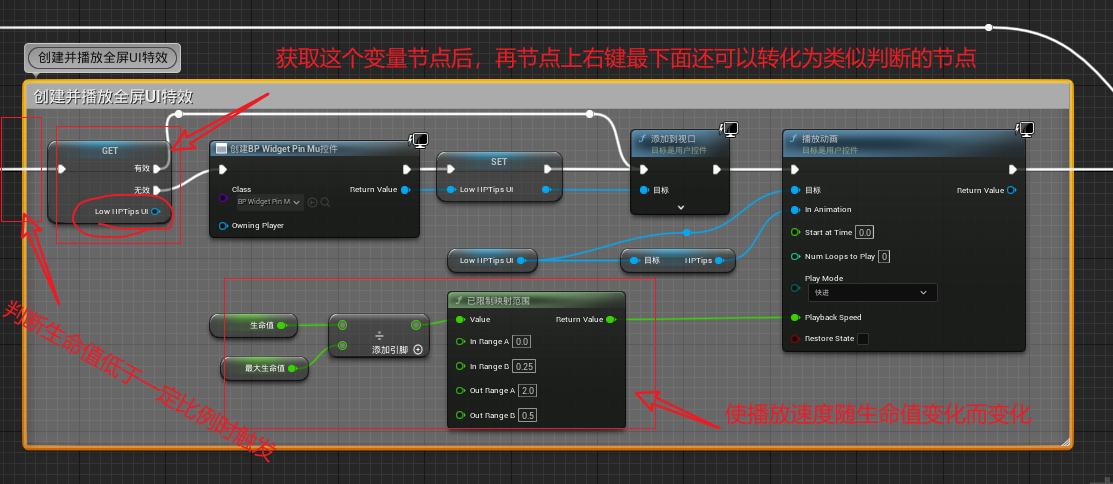 创建并播放全屏UI特效
获取这个变量节点后，再节点上右键最下面还可以转化为类似判断的节点
创建并播放全屏UI特效
GET
有效
无效
Low HPTips UI
创建BP Widget Pin Mu控件
Class
BP Widget Pin M
Return Value
Owning Player
SET
Low HPTips UI
添加到视口
目标是用户控件
目标
播放动画
目标是用户控件
目标
Return Value
In Animation
Start at Time 0.0
Num Loops to Play 0
Play Mode
快进
Playback Speed
Restore State
Low HPTips UI
目标
HPTips
生命值
最大生命值
÷
添加引脚
已限制映射范围
Value
Return Value
In Range A 0.0
In Range B 0.25
Out Range A 2.0
Out Range B 0.5
判断生命值低于一定比例时触发
使播放速度随生命值变化而变化